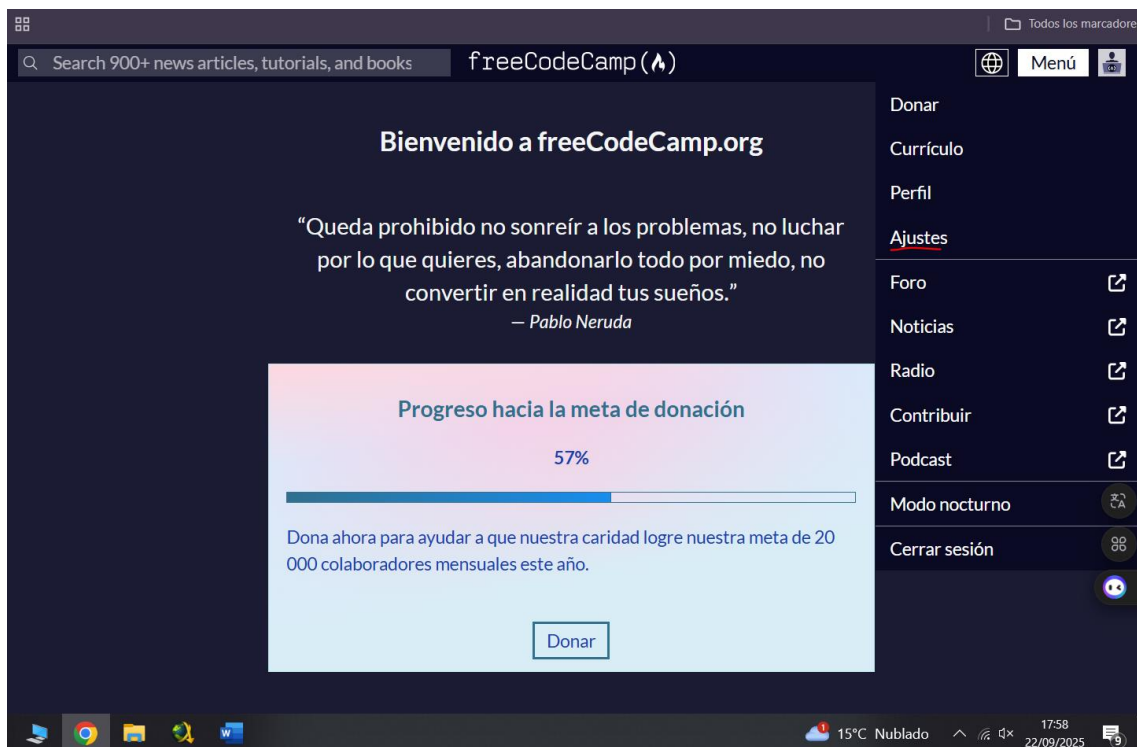 Todos los marcadore
Search 900+ news articles, tutorials, and books
freeCodeCamp
Menú
Donar
Currículo
Perfil
Ajustes
Foro
Noticias
Radio
Contribuir
Podcast
Modo nocturno
Cerrar sesión
Bienvenido a freeCodeCamp.org
“Queda prohibido no sonreír a los problemas, no luchar
por lo que quieres, abandonarlo todo por miedo, no
convertir en realidad tus sueños.”
— Pablo Neruda
Progreso hacia la meta de donación
57%
Dona ahora para ayudar a que nuestra caridad logre nuestra meta de 20
000 colaboradores mensuales este año.
Donar
1
15°C Nublado
17:58
22/09/2025
9